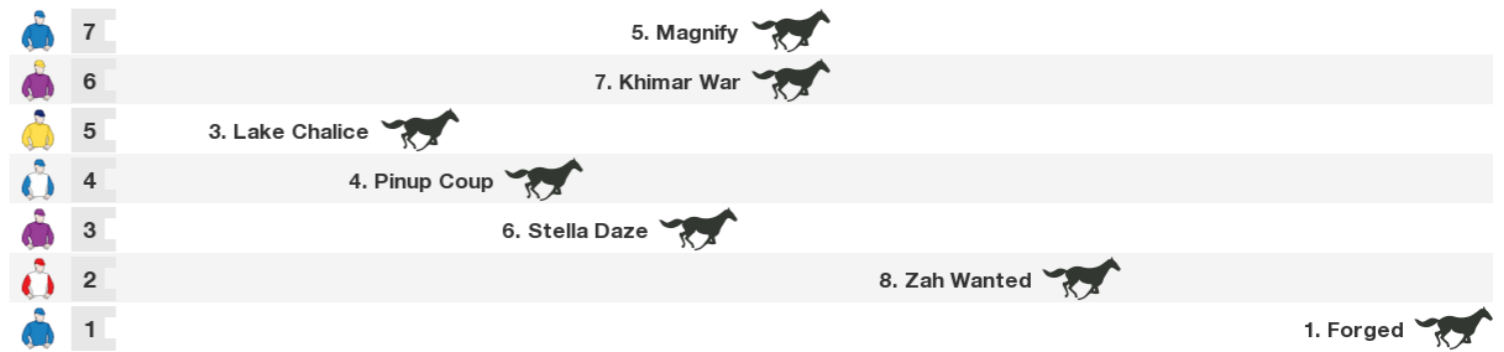 7 5. Magnify
6 7. Khimar War
5 3. Lake Chalice
4 4. Pinup Coup
3 6. Stella Daze
2 8. Zah Wanted
1 1. Forged